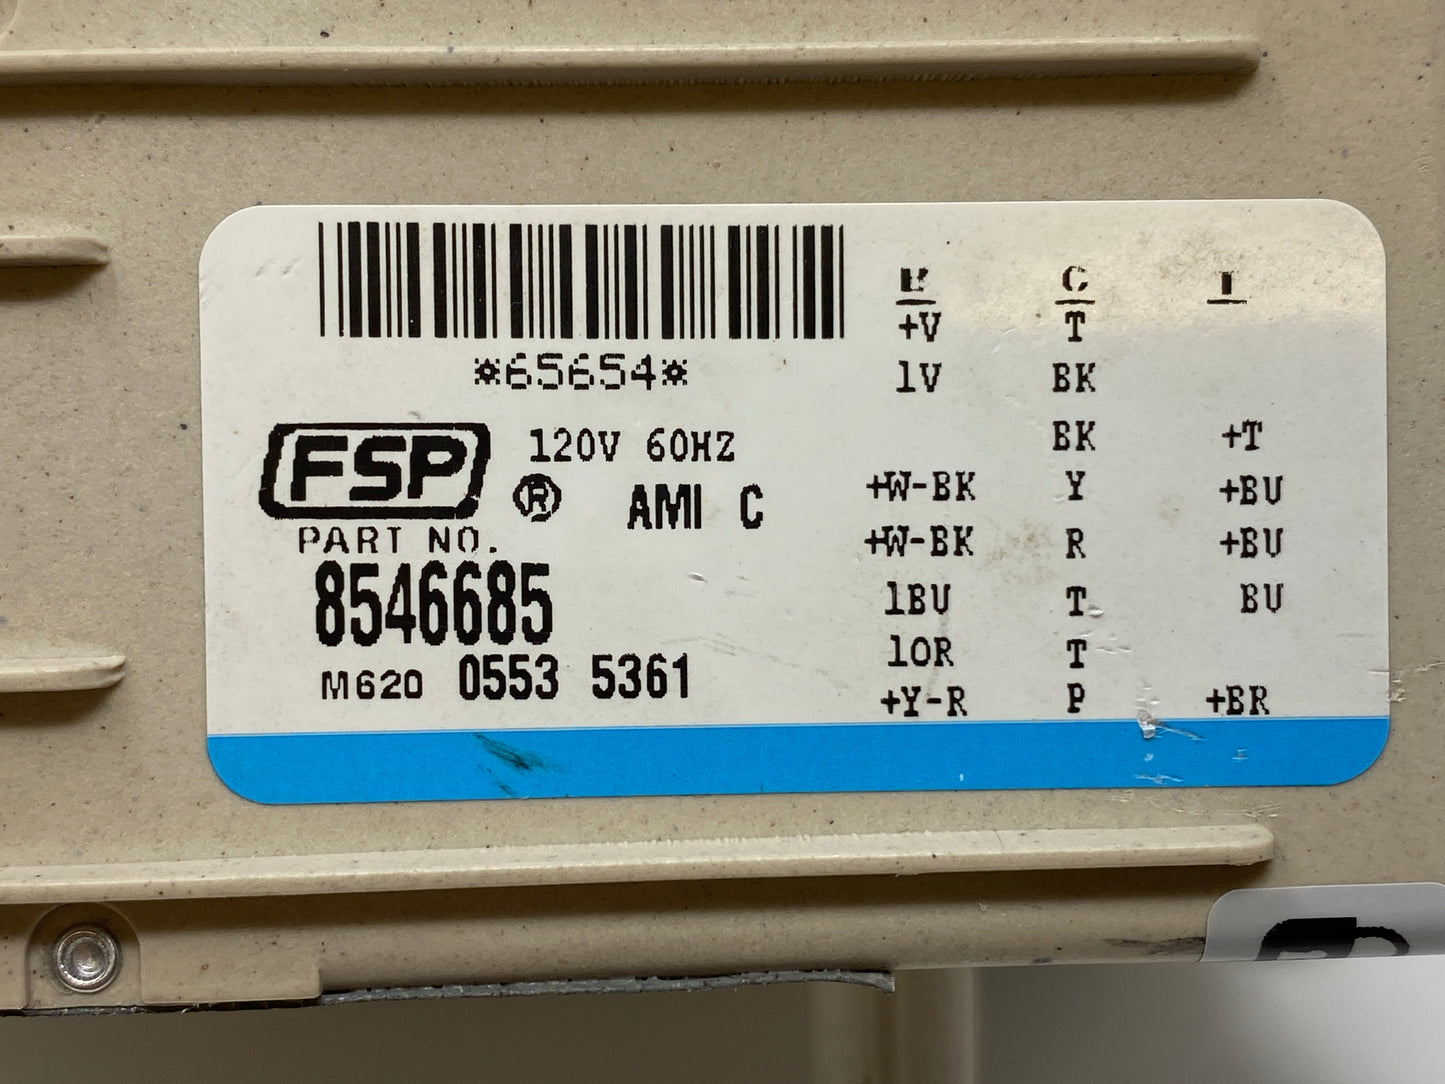 *65654*
FSP ® 120V 60HZ
AMI C
PART NO.
8546685
M620 0553 5361
C
+V T
1V BK
BK +T
+W-BK Y +BU
+W-BK R +BU
1BU T BU
1OR T
+Y-R P +BR